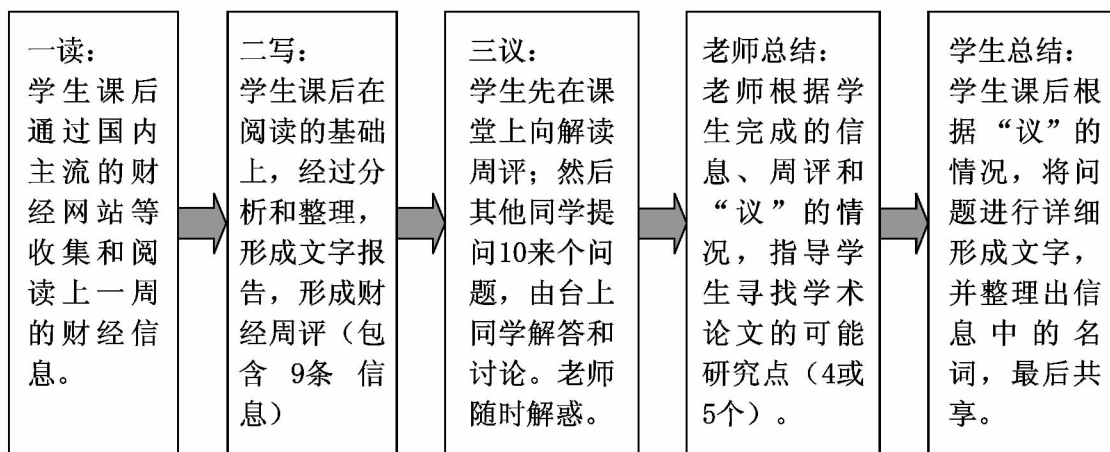 一读：
学生课后
通过国内
主流的财
经网站等
收集和阅
读上一周
的财经信
息。
二写：
学生课后在
阅读的基础
上，经过分
析和整理，
形成文字报
告，形成财
经周评（包
含 9条 信
息）
三议：
学生先在课
堂上向解读
周评；然后
其他同学提
问10来个问
题，由台上
同学解答和
讨论。老师
随时解惑。
老师总结：
老师根据学
生完成的信
息、周评和
“议”的情
况，指导学
生寻找学术
论文的可能
研究点（4或
5个）。
学生总结：
学生课后根
据“议”的
情况，将问
题进行详细
形成文字，
并整理出信
息中的名
词，最后共
享。